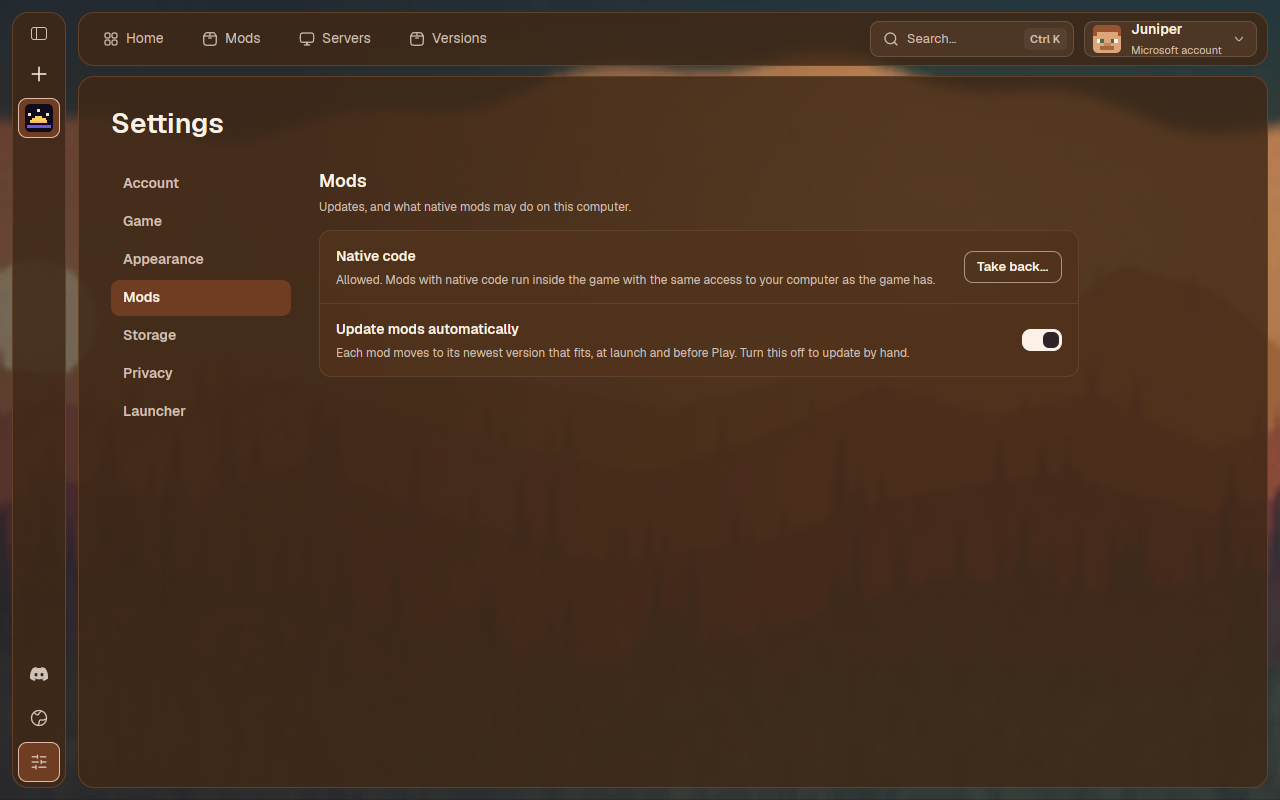 Home
Mods
Servers
Versions
Search...
Ctrl K
Juniper
Microsoft account
Settings
Account
Game
Appearance
Mods
Storage
Privacy
Launcher
Mods
Updates, and what native mods may do on this computer.
Native code
Allowed. Mods with native code run inside the game with the same access to your computer as the game has.
Take back...
Update mods automatically
Each mod moves to its newest version that fits, at launch and before Play. Turn this off to update by hand.